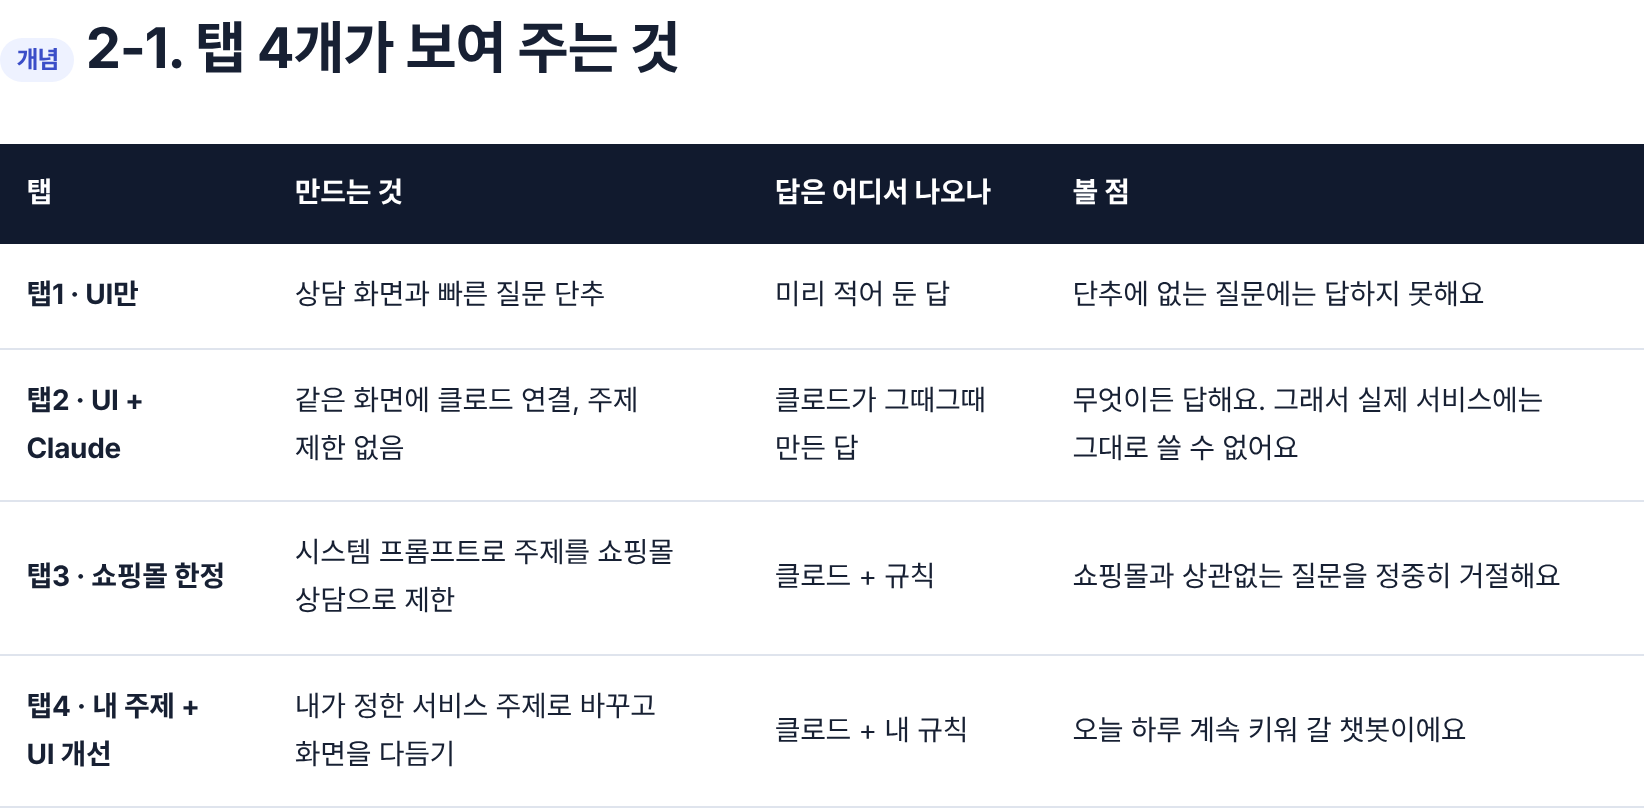 개념 2-1. 탭 4개가 보여 주는 것
탭 만드는 것 답은 어디서 나오나 볼 점
탭1 · UI만 상담 화면과 빠른 질문 단추 미리 적어 둔 답 단추에 없는 질문에는 답하지 못해요
탭2 · UI + 같은 화면에 클로드 연결, 주제 클로드가 그때그때 무엇이든 답해요. 그래서 실제 서비스에는
Claude 제한 없음 만든 답 그대로 쓸 수 없어요
시스템 프롬프트로 주제를 쇼핑몰
탭3 · 쇼핑몰 한정 클로드 + 규칙 쇼핑몰과 상관없는 질문을 정중히 거절해요
상담으로 제한
탭4 · 내 주제 + 내가 정한 서비스 주제로 바꾸고
클로드 + 내 규칙 오늘 하루 계속 키워 갈 챗봇이에요
UI 개선 화면을 다듬기